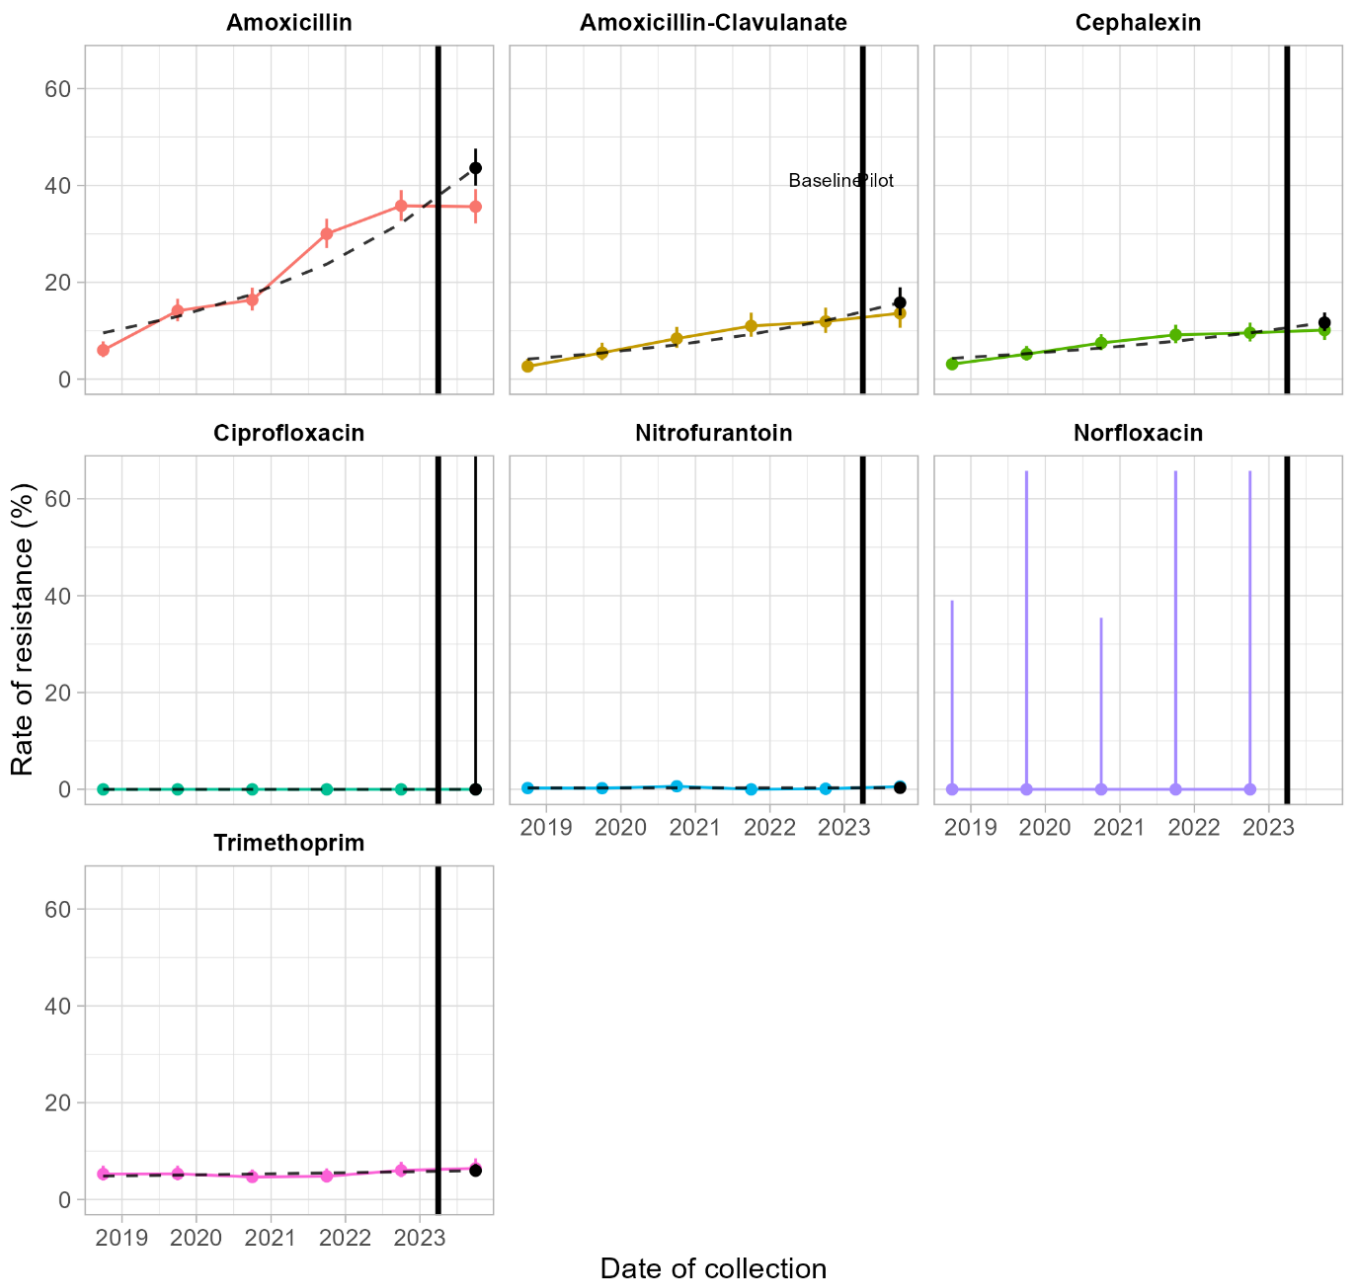 Amoxicillin
Amoxicillin-Clavulanate
Cephalexin
60
40
20
0
BaselinePilot
Ciprofloxacin
Nitrofurantoin
Norfloxacin
Rate of resistance (%)
60
40
20
0
2019 2020 2021 2022 2023
2019 2020 2021 2022 2023
Trimethoprim
60
40
20
0
2019 2020 2021 2022 2023
Date of collection